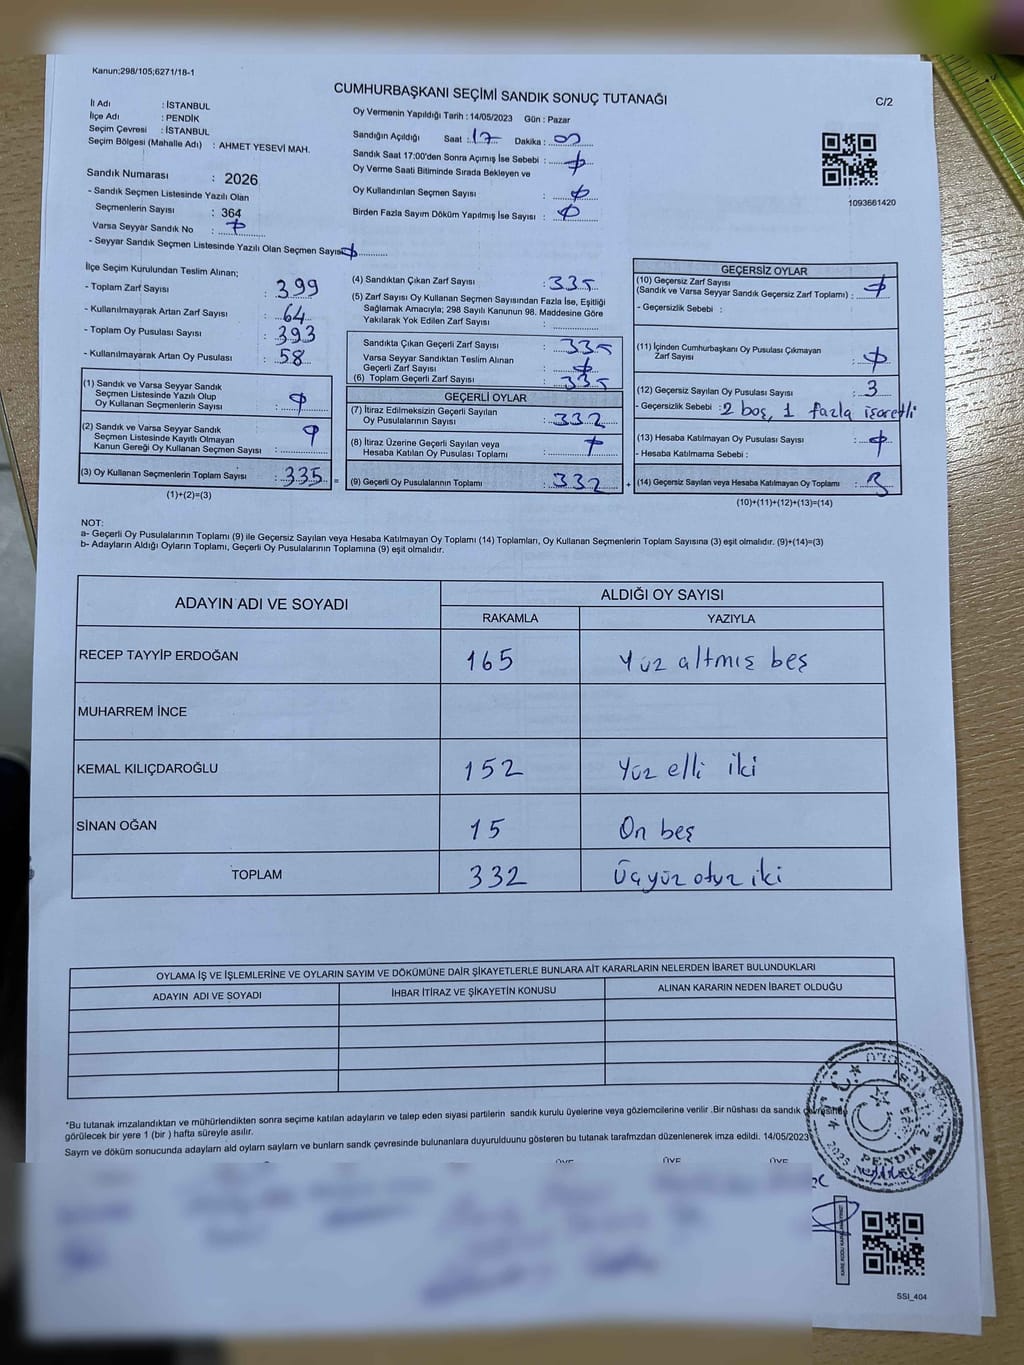 Kanun;298/105;6271/18-1
CUMHURBAŞKANI SEÇİMİ SANDIK SONUÇ TUTANAĞI
C/2
İl Adı : İSTANBUL
İlçe Adı : PENDİK
Seçim Çevresi : İSTANBUL
Seçim Bölgesi (Mahalle Adı) : AHMET YESEVİ MAH.
Sandık Numarası : 2026
- Sandık Seçmen Listesinde Yazılı Olan
Seçmenlerin Sayısı : 364
Varsa Seyyar Sandık No :
- Seyyar Sandık Seçmen Listesinde Yazılı Olan Seçmen Sayısı
Oy Vermenin Yapıldığı Tarih : 14/05/2023 Gün : Pazar
Sandığın Açıldığı Saat : 17 Dakika : 00
Sandık Saat 17:00'den Sonra Açımış İse Sebebi :
Oy Verme Saati Bitiminde Sırada Bekleyen ve
Oy Kullandırılan Seçmen Sayısı :
Birden Fazla Sayım Döküm Yapılmış İse Sayısı :
1093661420
İlçe Seçim Kurulundan Teslim Alınan;
- Toplam Zarf Sayısı : 399
- Kullanılmayarak Artan Zarf Sayısı : 64
- Toplam Oy Pusulası Sayısı : 393
- Kullanılmayarak Artan Oy Pusulası : 58
(1) Sandık ve Varsa Seyyar Sandık
Seçmen Listesinde Yazılı Olup
Oy Kullanan Seçmenlerin Sayısı :
(2) Sandık ve Varsa Seyyar Sandık
Seçmen Listesinde Kayıtlı Olmayan
Kanun Gereği Oy Kullanan Seçmen Sayısı :
(3) Oy Kullanan Seçmenlerin Toplam Sayısı : 335 =
(1)+(2)=(3)
(4) Sandıktan Çıkan Zarf Sayısı : 335
(5) Zarf Sayısı Oy Kullanan Seçmen Sayısından Fazla İse, Eşitliği
Sağlamak Amacıyla; 298 Sayılı Kanunun 98. Maddesine Göre
Yakılarak Yok Edilen Zarf Sayısı :
Sandıkta Çıkan Geçerli Zarf Sayısı : 335
Varsa Seyyar Sandıktan Teslim Alınan
Geçerli Zarf Sayısı :
(6) Toplam Geçerli Zarf Sayısı : 335
GEÇERLİ OYLAR
(7) İtiraz Edilmeksizin Geçerli Sayılan
Oy Pusulalarının Sayısı : 332
(8) İtiraz Üzerine Geçerli Sayılan veya
Hesaba Katılan Oy Pusulası Toplamı :
(9) Geçerli Oy Pusulalarının Toplamı : 332 +
GEÇERSİZ OYLAR
(10) Geçersiz Zarf Sayısı
(Sandık ve Varsa Seyyar Sandık Geçersiz Zarf Toplamı) :
- Geçersizlik Sebebi :
(11) İçinden Cumhurbaşkanı Oy Pusulası Çıkmayan
Zarf Sayısı :
(12) Geçersiz Sayılan Oy Pusulası Sayısı : 3
- Geçersizlik Sebebi : 2 boş, 1 fazla işaretli
(13) Hesaba Katılmayan Oy Pusulası Sayısı :
- Hesaba Katılmama Sebebi :
(14) Geçersiz Sayılan veya Hesaba Katılmayan Oy Toplamı : 3
(10)+(11)+(12)+(13)=(14)
NOT:
a- Geçerli Oy Pusulalarının Toplamı (9) ile Geçersiz Sayılan veya Hesaba Katılmayan Oy Toplamı (14) Toplamları, Oy Kullanan Seçmenlerin Toplam Sayısına (3) eşit olmalıdır. (9)+(14)=(3)
b- Adayların Aldığı Oyların Toplamı, Geçerli Oy Pusulalarının Toplamına (9) eşit olmalıdır.
ADAYIN ADI VE SOYADI
ALDIĞI OY SAYISI
RAKAMLA YAZIYLA
RECEP TAYYİP ERDOĞAN 165 Yüz altmış beş
MUHARREM İNCE
KEMAL KILIÇDAROĞLU 152 Yüz elli iki
SİNAN OĞAN 15 On beş
TOPLAM 332 Üçyüz otuz iki
OYLAMA İŞ VE İŞLEMLERİNE VE OYLARIN SAYIM VE DÖKÜMÜNE DAİR ŞİKAYETLERLE BUNLARA AİT KARARLARIN NELERDEN İBARET BULUNDUKLARI
ADAYIN ADI VE SOYADI İHBAR İTİRAZ VE ŞİKAYETİN KONUSU ALINAN KARARIN NEDEN İBARET OLDUĞU
*Bu tutanak imzalandıktan ve mühürlendikten sonra seçime katılan adayların ve talep eden siyasi partilerin sandık kurulu üyelerine veya gözlemcilerine verilir .Bir nüshası da sandık çevresinde
görülecek bir yere 1 (bir ) hafta süreyle asılır.
Sayım ve döküm sonucunda adayların aldı oyların sayları ve bunların sandk çevresinde bulunanlara duyurulduunu gösteren bu tutanak tarafmzdan düzenlenerek imza edildi. 14/05/2023
ÜYE ÜYE ÜYE
T.C.
PENDİK 2.
SSI_404